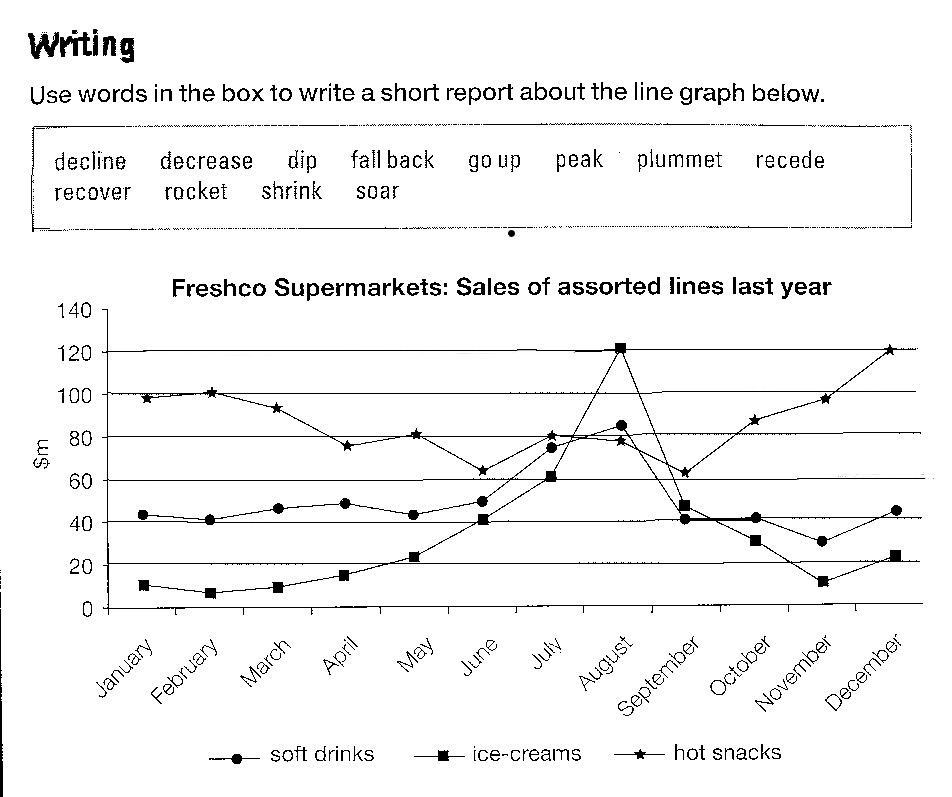 Writing
Use words in the box to write a short report about the line graph below.
decline decrease dip fall back go up peak plummet recede
recover rocket shrink soar
Freshco Supermarkets: Sales of assorted lines last year
140
120
100
80
60
40
20
0
$m
January February March April May June July August September October November December
soft drinks ice-creams hot snacks